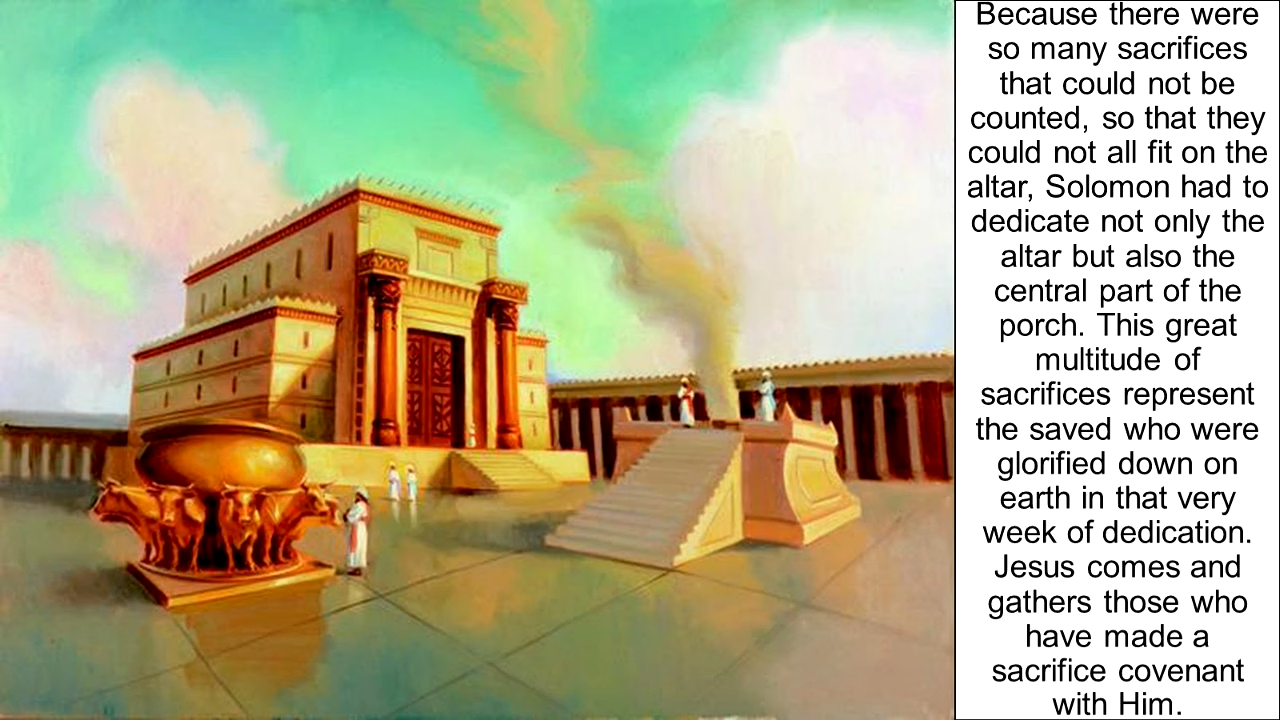 Because there were
so many sacrifices
that could not be
counted, so that they
could not all fit on the
altar, Solomon had to
dedicate not only the
altar but also the
central part of the
porch. This great
multitude of
sacrifices represent
the saved who were
glorified down on
earth in that very
week of dedication.
Jesus comes and
gathers those who
have made a
sacrifice covenant
with Him.